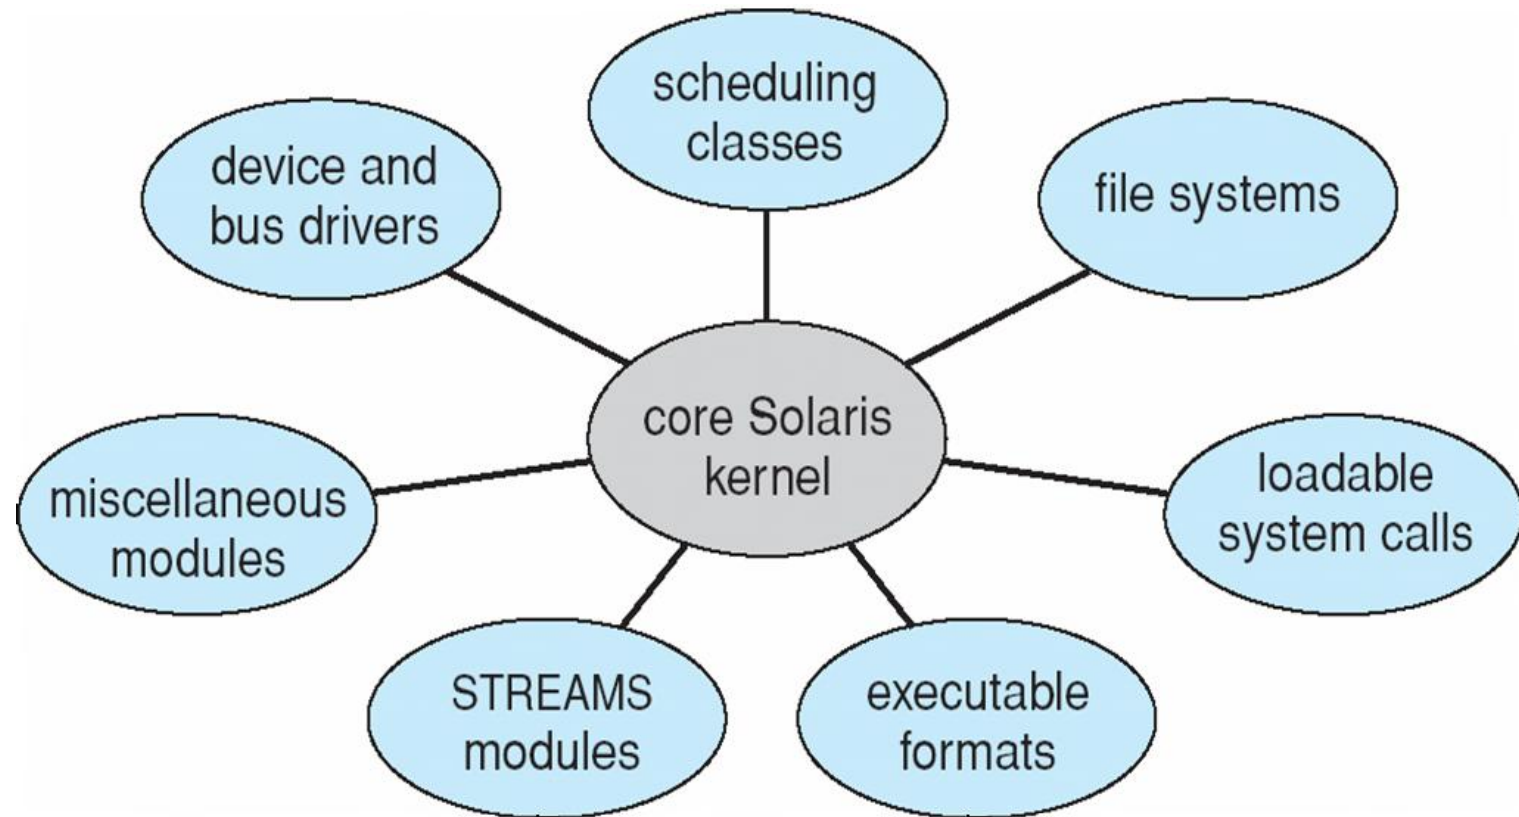 scheduling
classes
device and
bus drivers
file systems
core Solaris
kernel
miscellaneous
modules
loadable
system calls
STREAMS
modules
executable
formats